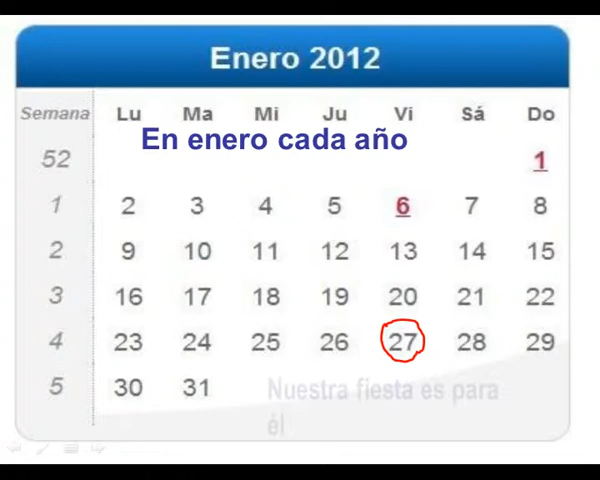 Enero 2012
Semana Lu Ma Mi Ju Vi Sá Do
En enero cada año
52 1
1 2 3 4 5 6 7 8
2 9 10 11 12 13 14 15
3 16 17 18 19 20 21 22
4 23 24 25 26 27 28 29
5 30 31
Nuestra fiesta es para
él